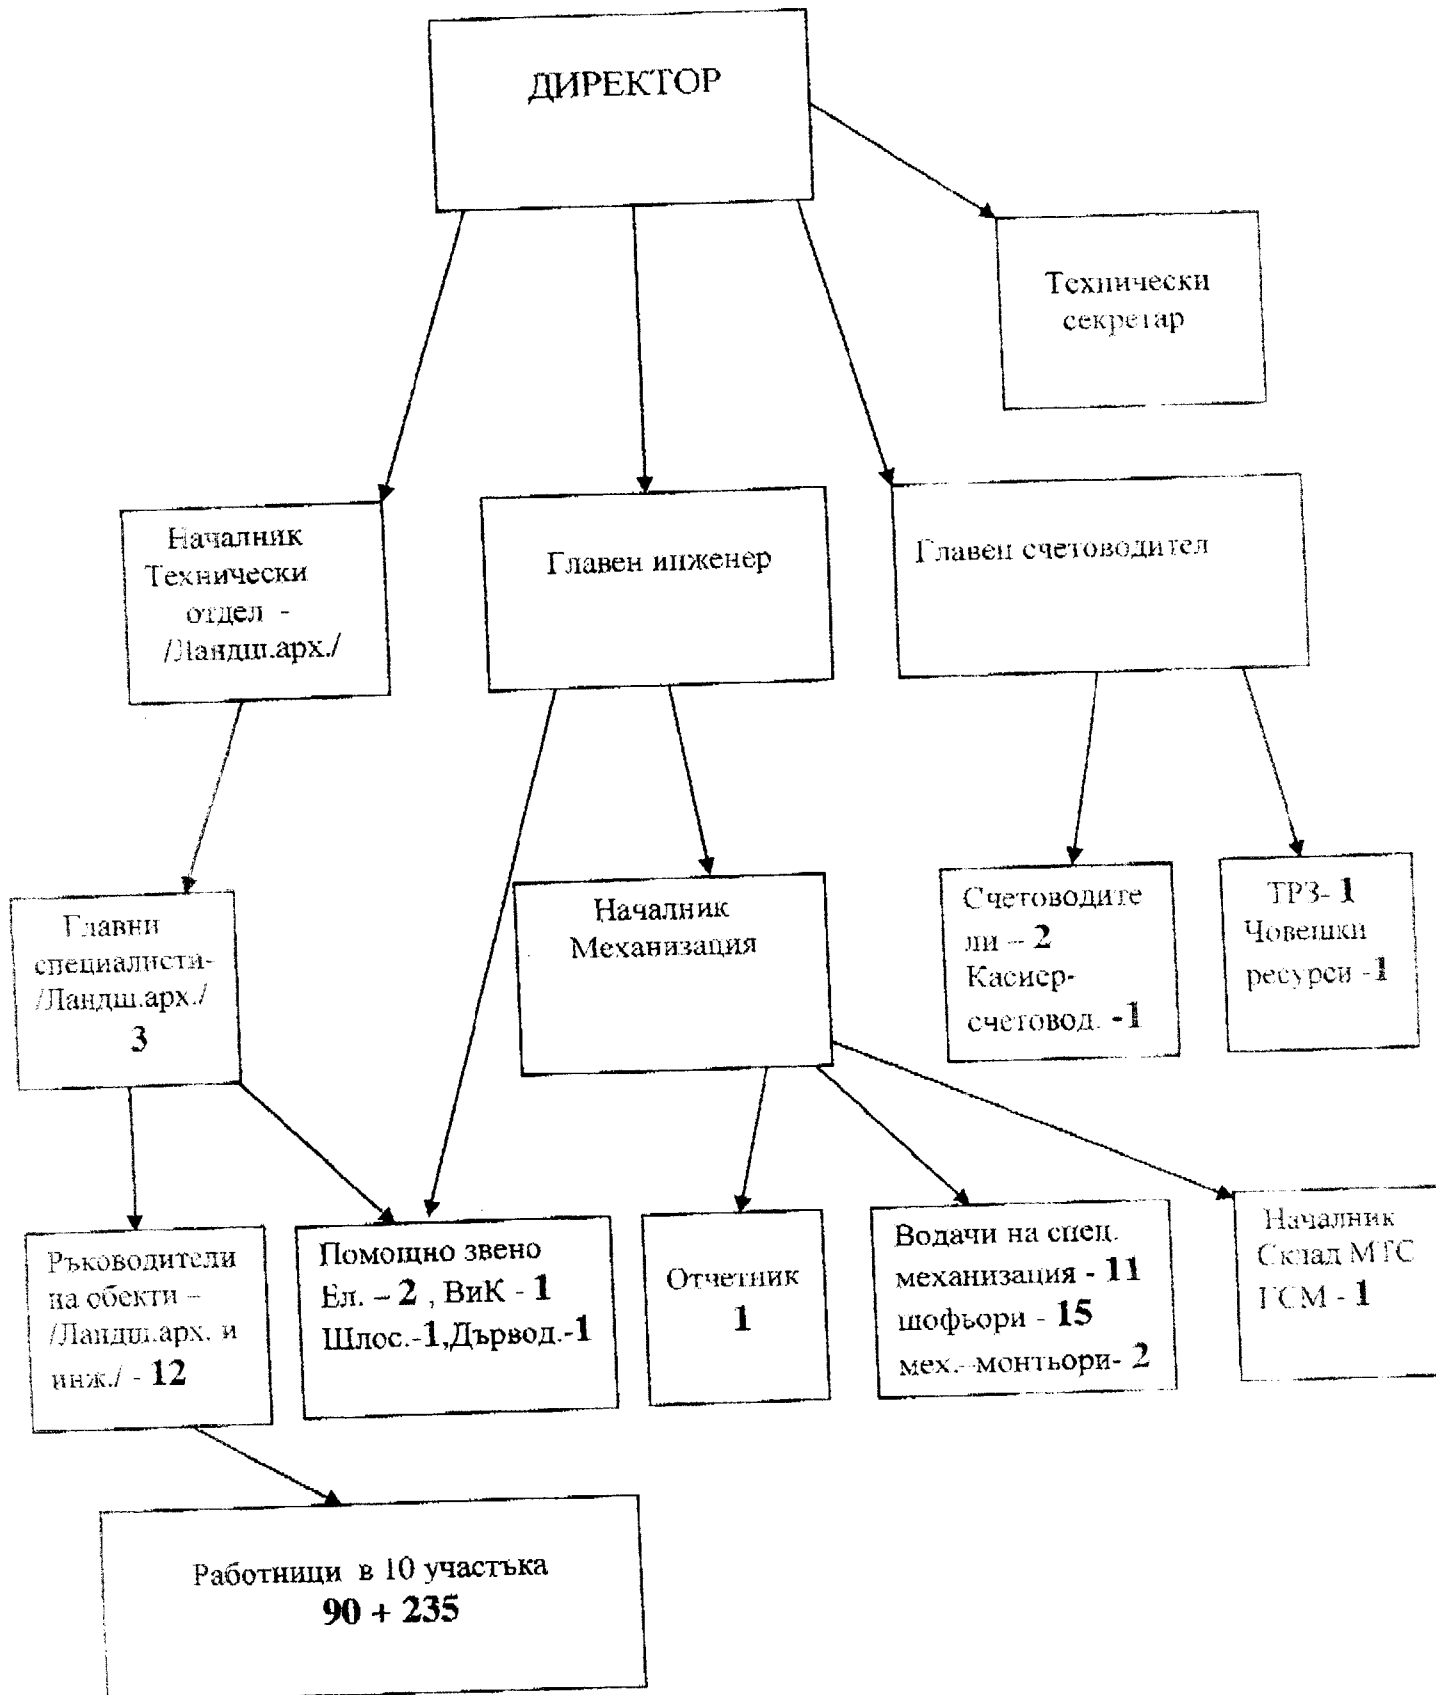 ДИРЕКТОР
Технически
секретар
Началник
Технически
отдел -
/Ландш.арх./
Главен инженер
Главен счетоводител
Главни
специалисти-
/Ландш.арх./
3
Началник
Механизация
Счетоводите
ли – 2
Касиер-
счетовод. -1
ТРЗ- 1
Човешки
ресурси -1
Ръководители
на обекти –
/Ландш.арх. и
инж./ - 12
Помощно звено
Ел. – 2 , ВиК - 1
Шлос.-1,Дървод.-1
Отчетник
1
Водачи на спец.
механизация - 11
шофьори - 15
мех.-монтьори- 2
Началник
Склад МТС
ГСМ - 1
Работници в 10 участъка
90 + 235